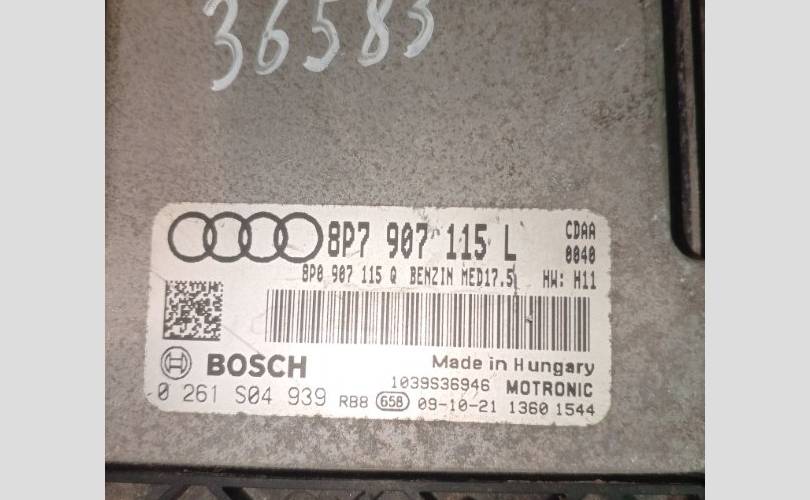 36583
8P7 907 115 L CDAA
0040
8P0 907 115 Q BENZIN MED17.5 HW: H11
BOSCH Made in Hungary
1039S36946 MOTRONIC
0 261 S04 939 RB8 658 09-10-21 1360 1544